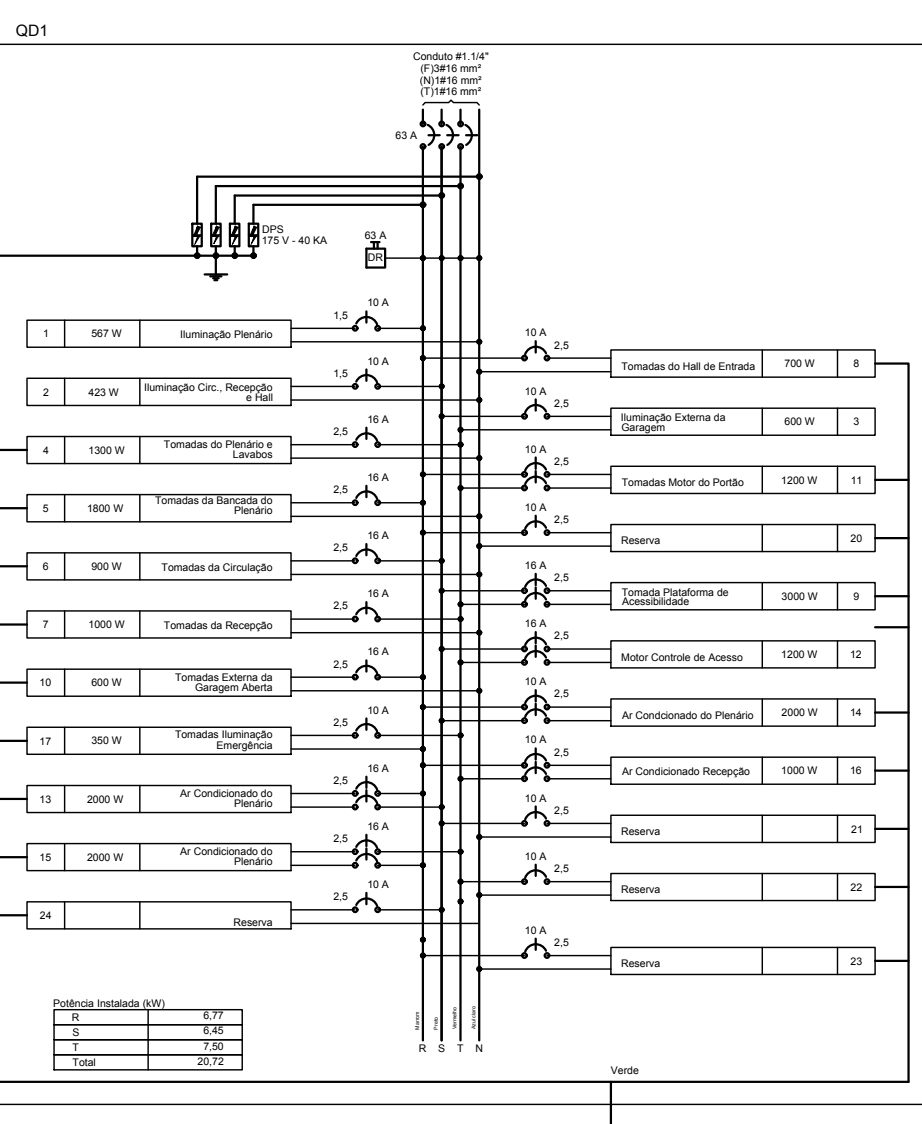 QD1
Conduto #1.1/4"
(F)3#16 mm²
(N)1#16 mm²
(T)1#16 mm²
63 A
DPS
175 V - 40 KA
63 A
DR
10 A
1,5
1 567 W Iluminação Plenário
10 A
1,5
2 423 W Iluminação Circ., Recepção
e Hall
16 A
2,5
4 1300 W Tomadas do Plenário e
Lavabos
16 A
2,5
5 1800 W Tomadas da Bancada do
Plenário
16 A
2,5
6 900 W Tomadas da Circulação
16 A
2,5
7 1000 W Tomadas da Recepção
16 A
2,5
10 600 W Tomadas Externa da
Garagem Aberta
10 A
2,5
17 350 W Tomadas Iluminação
Emergência
16 A
2,5
13 2000 W Ar Condicionado do
Plenário
16 A
2,5
15 2000 W Ar Condicionado do
Plenário
10 A
2,5
24 Reserva
10 A
2,5
Tomadas do Hall de Entrada 700 W 8
10 A
2,5
Iluminação Externa da
Garagem 600 W 3
10 A
2,5
Tomadas Motor do Portão 1200 W 11
10 A
2,5
Reserva 20
16 A
2,5
Tomada Plataforma de
Acessibilidade 3000 W 9
16 A
2,5
Motor Controle de Acesso 1200 W 12
10 A
2,5
Ar Condcionado do Plenário 2000 W 14
10 A
2,5
Ar Condicionado Recepção 1000 W 16
10 A
2,5
Reserva 21
10 A
2,5
Reserva 22
10 A
2,5
Reserva 23
Potência Instalada (kW)
R 6,77
S 6,45
T 7,50
Total 20,72
Marrom
Preto
Vermelho
Azul claro
R S T N
Verde